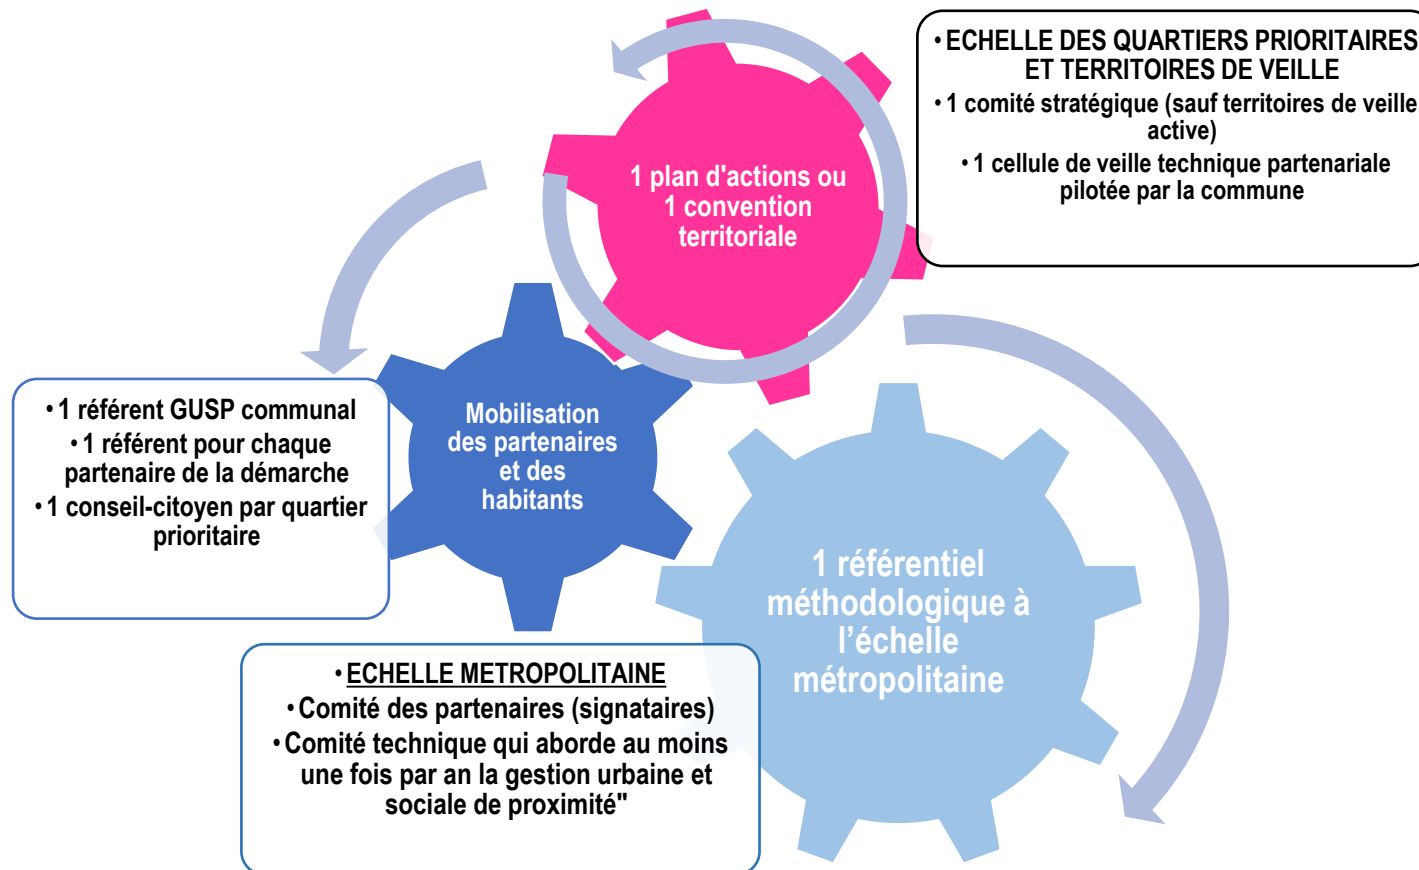 • ECHELLE DES QUARTIERS PRIORITAIRES
ET TERRITOIRES DE VEILLE
• 1 comité stratégique (sauf territoires de veille
active)
• 1 cellule de veille technique partenariale
pilotée par la commune
1 plan d'actions ou
1 convention
territoriale
• 1 référent GUSP communal
• 1 référent pour chaque
partenaire de la démarche
• 1 conseil-citoyen par quartier
prioritaire
Mobilisation
des partenaires
et des
habitants
1 référentiel
méthodologique à
l’échelle
métropolitaine
• ECHELLE METROPOLITAINE
• Comité des partenaires (signataires)
• Comité technique qui aborde au moins
une fois par an la gestion urbaine et
sociale de proximité"